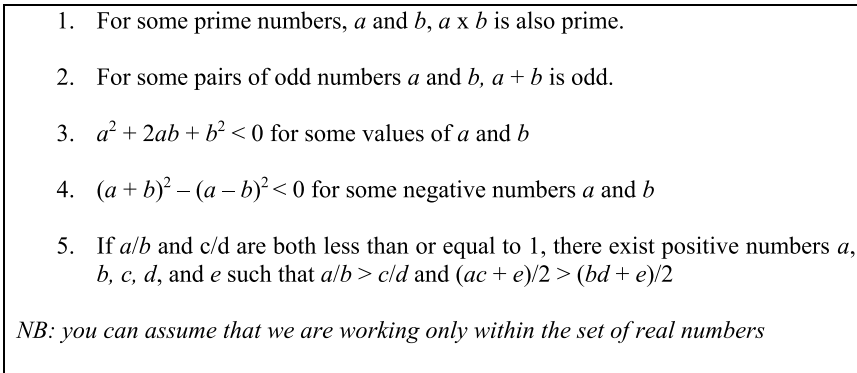 1. For some prime numbers, a and b, a x b is also prime.
2. For some pairs of odd numbers a and b, a + b is odd.
3. a² + 2ab + b² < 0 for some values of a and b
4. (a + b)² – (a – b)² < 0 for some negative numbers a and b
5. If a/b and c/d are both less than or equal to 1, there exist positive numbers a,
b, c, d, and e such that a/b > c/d and (ac + e)/2 > (bd + e)/2
NB: you can assume that we are working only within the set of real numbers